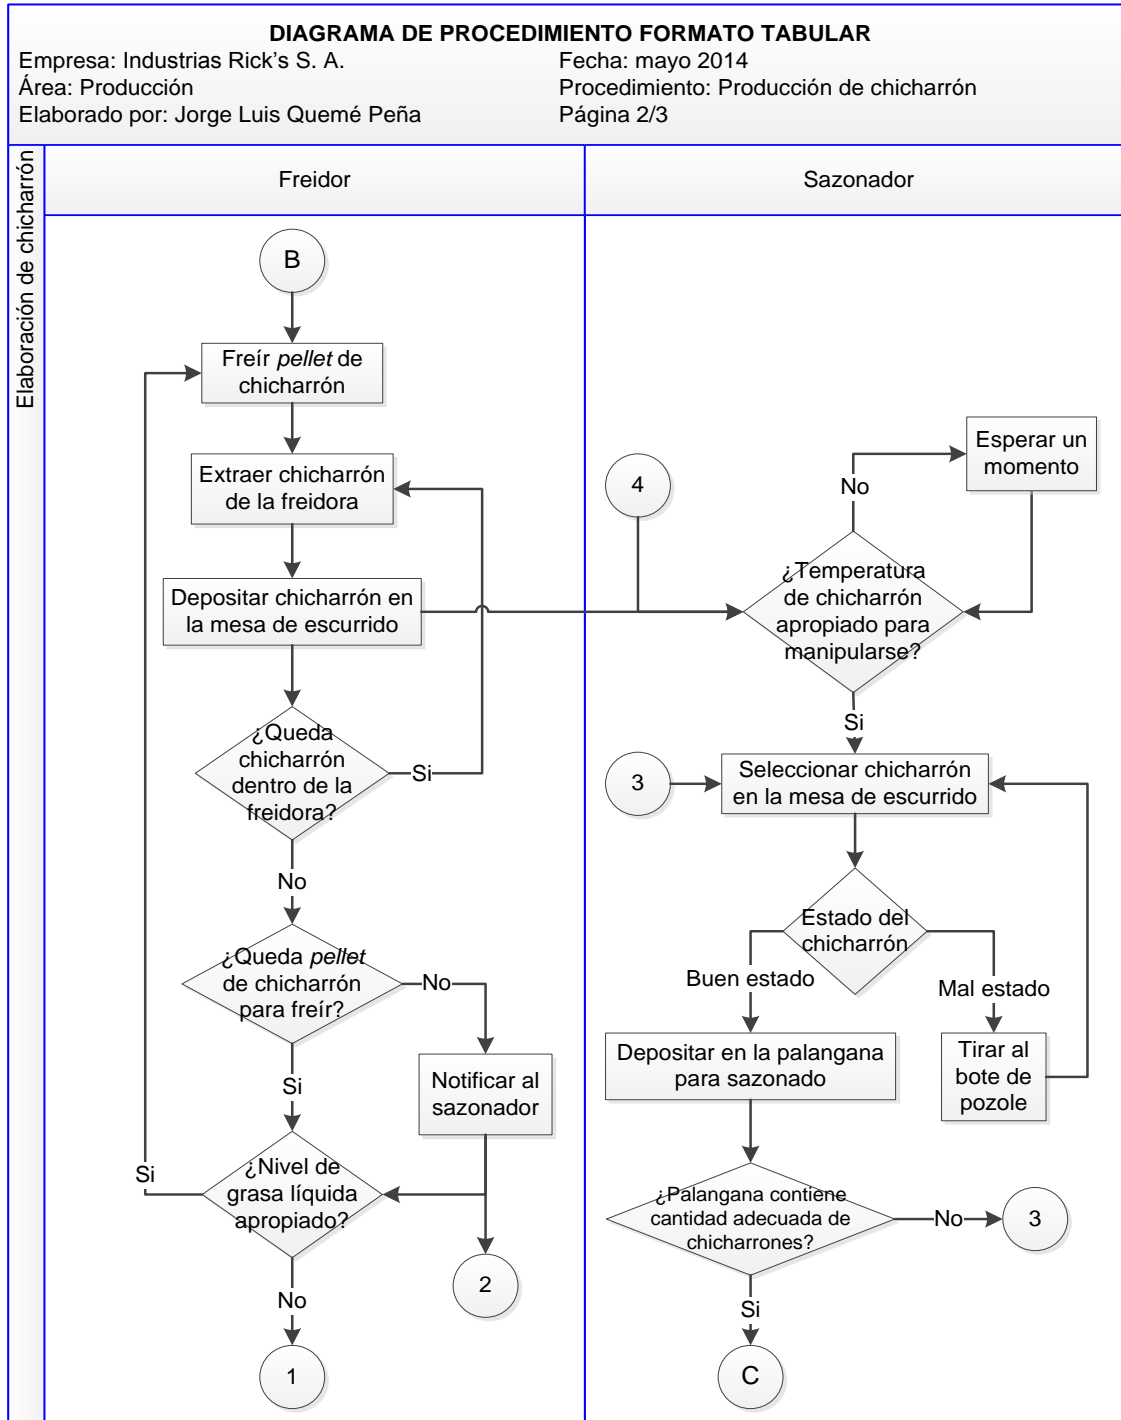 DIAGRAMA DE PROCEDIMIENTO FORMATO TABULAR
Empresa: Industrias Rick's S. A.
Fecha: mayo 2014
Área: Producción
Procedimiento: Producción de chicharrón
Elaborado por: Jorge Luis Quemé Peña
Página 2/3
Elaboración de chicharrón
Freidor
Sazonador
B
Freír pellet de
chicharrón
Extraer chicharrón
de la freidora
Depositar chicharrón en
la mesa de escurrido
¿Queda
chicharrón
dentro de la
freidora?
Si
No
¿Queda pellet
de chicharrón
para freír?
No
Si
Notificar al
sazonador
¿Nivel de
grasa líquida
apropiado?
Si
No
2
1
4
Esperar un
momento
No
¿Temperatura
de chicharrón
apropiado para
manipularse?
Si
3
Seleccionar chicharrón
en la mesa de escurrido
Estado del
chicharrón
Buen estado
Mal estado
Depositar en la palangana
para sazonado
Tirar al
bote de
pozole
¿Palangana contiene
cantidad adecuada de
chicharrones?
No
3
Si
C